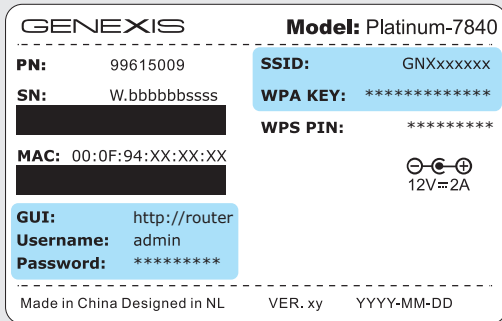 GENEXIS
Model: Platinum-7840
PN: 99615009
SN: W.bbbbbbssss
MAC: 00:0F:94:XX:XX:XX
GUI: http://router
Username: admin
Password: *********
SSID: GNXxxxxxx
WPA KEY: *************
WPS PIN: *********
12V⎓2A
Made in China Designed in NL VER. xy YYYY-MM-DD